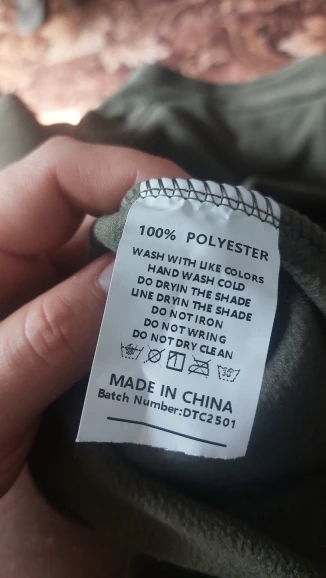 100% POLYESTER
WASH WITH LIKE COLORS
HAND WASH COLD
DO DRYIN THE SHADE
LINE DRYIN THE SHADE
DO NOT IRON
DO NOT WRING
DO NOT DRY CLEAN
MADE IN CHINA
Batch Number:DTC2501